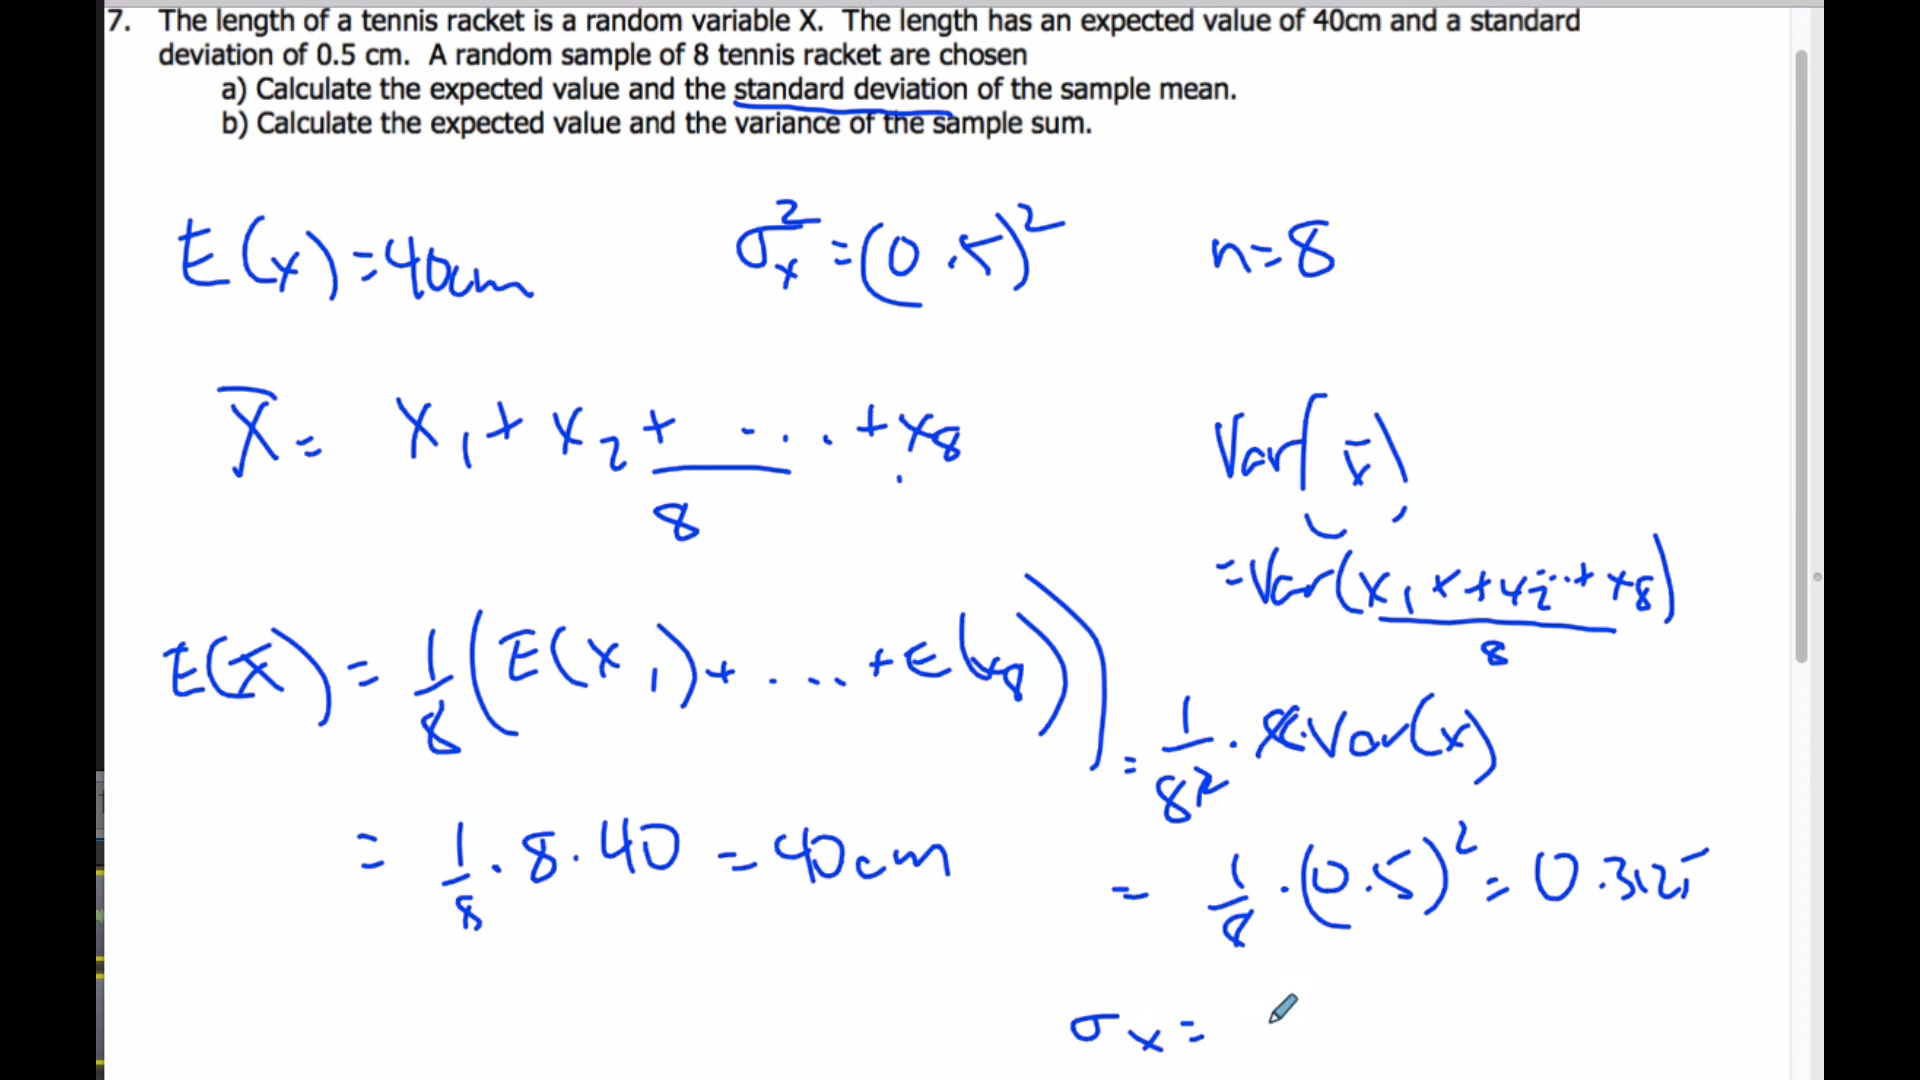 7. The length of a tennis racket is a random variable X. The length has an expected value of 40cm and a standard
deviation of 0.5 cm. A random sample of 8 tennis racket are chosen
a) Calculate the expected value and the standard deviation of the sample mean.
b) Calculate the expected value and the variance of the sample sum.
E(x)=40cm σ²x=(0.5)² n=8
X̄= X₁+X₂+ ....+X₈
8
Var(x̄)
=Var(x₁x+x₂...+x₈)
8
E(x̄) = 1/8(E(x₁)+....+E(x₈))
= 1/8² · 8·Var(x)
= 1/8 · 8 · 40 = 40cm
= 1/8 · (0.5)² = 0.3125
σx=